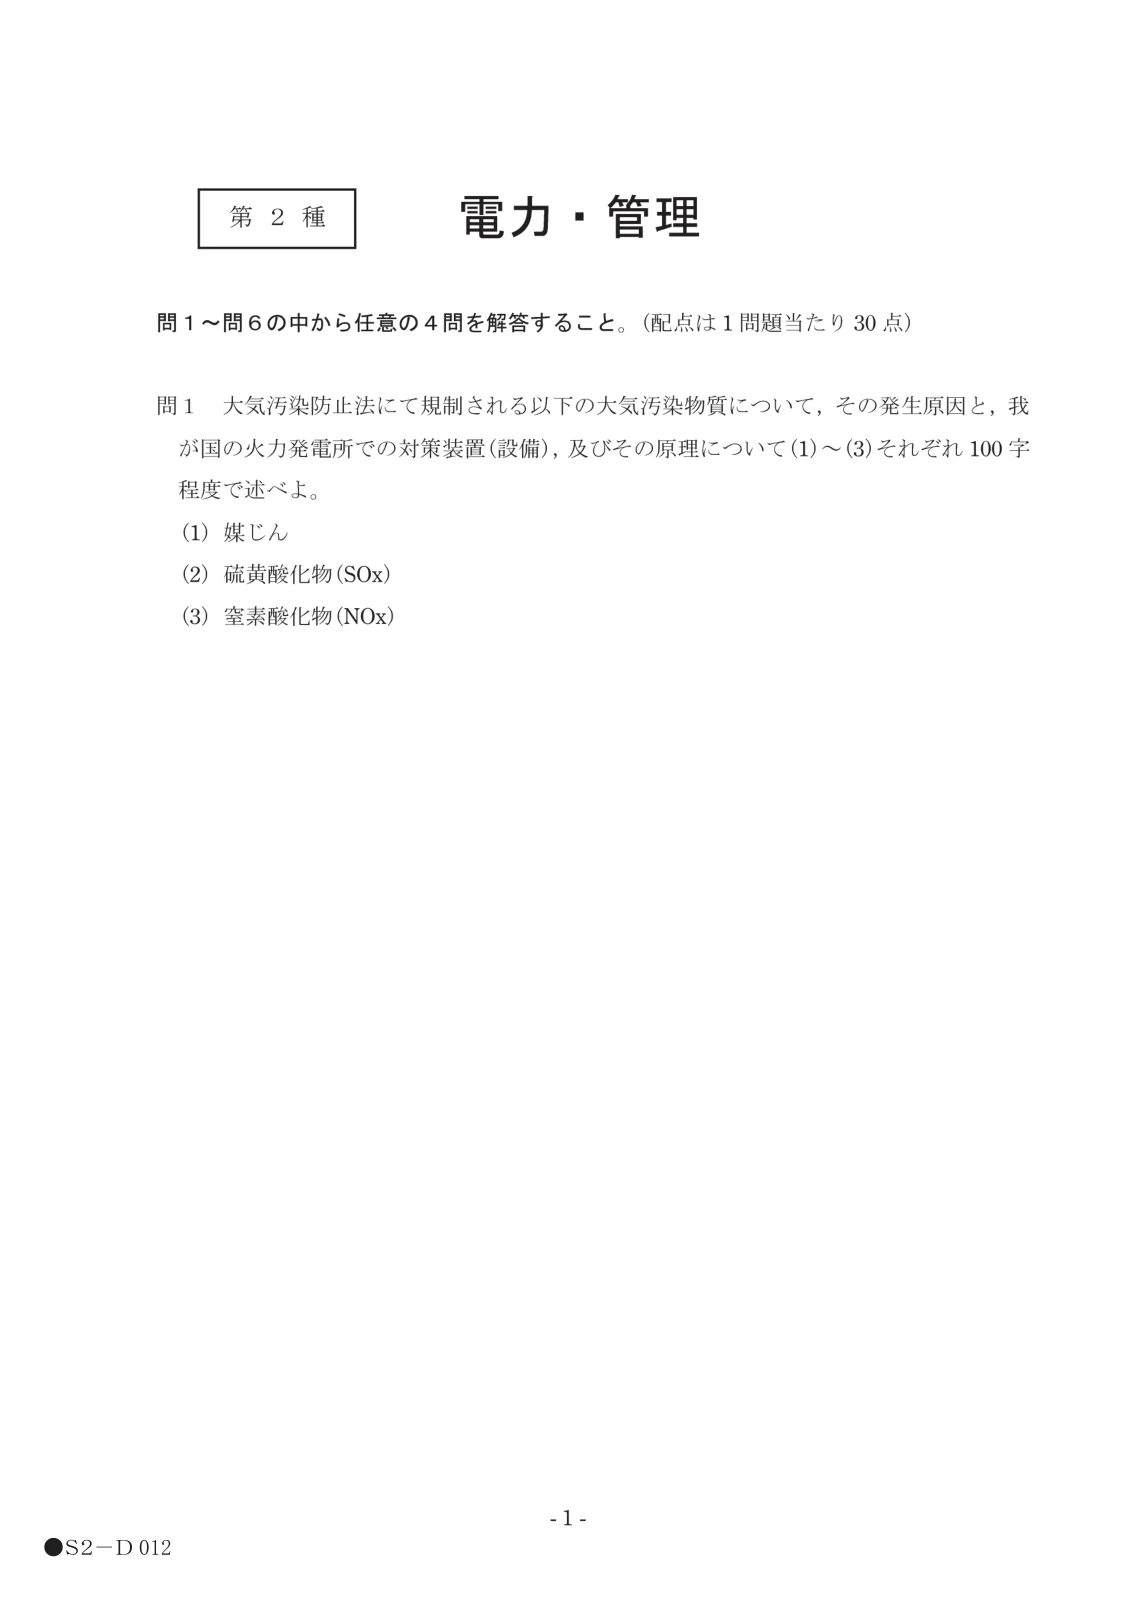 第 2 種
電力・管理
問1～問6の中から任意の4問を解答すること。(配点は1問題当たり 30 点)
問1　大気汚染防止法にて規制される以下の大気汚染物質について，その発生原因と，我
が国の火力発電所での対策装置(設備)，及びその原理について(1)～(3)それぞれ 100 字
程度で述べよ。
(1) 媒じん
(2) 硫黄酸化物(SOx)
(3) 窒素酸化物(NOx)
- 1 -
●S2－D 012